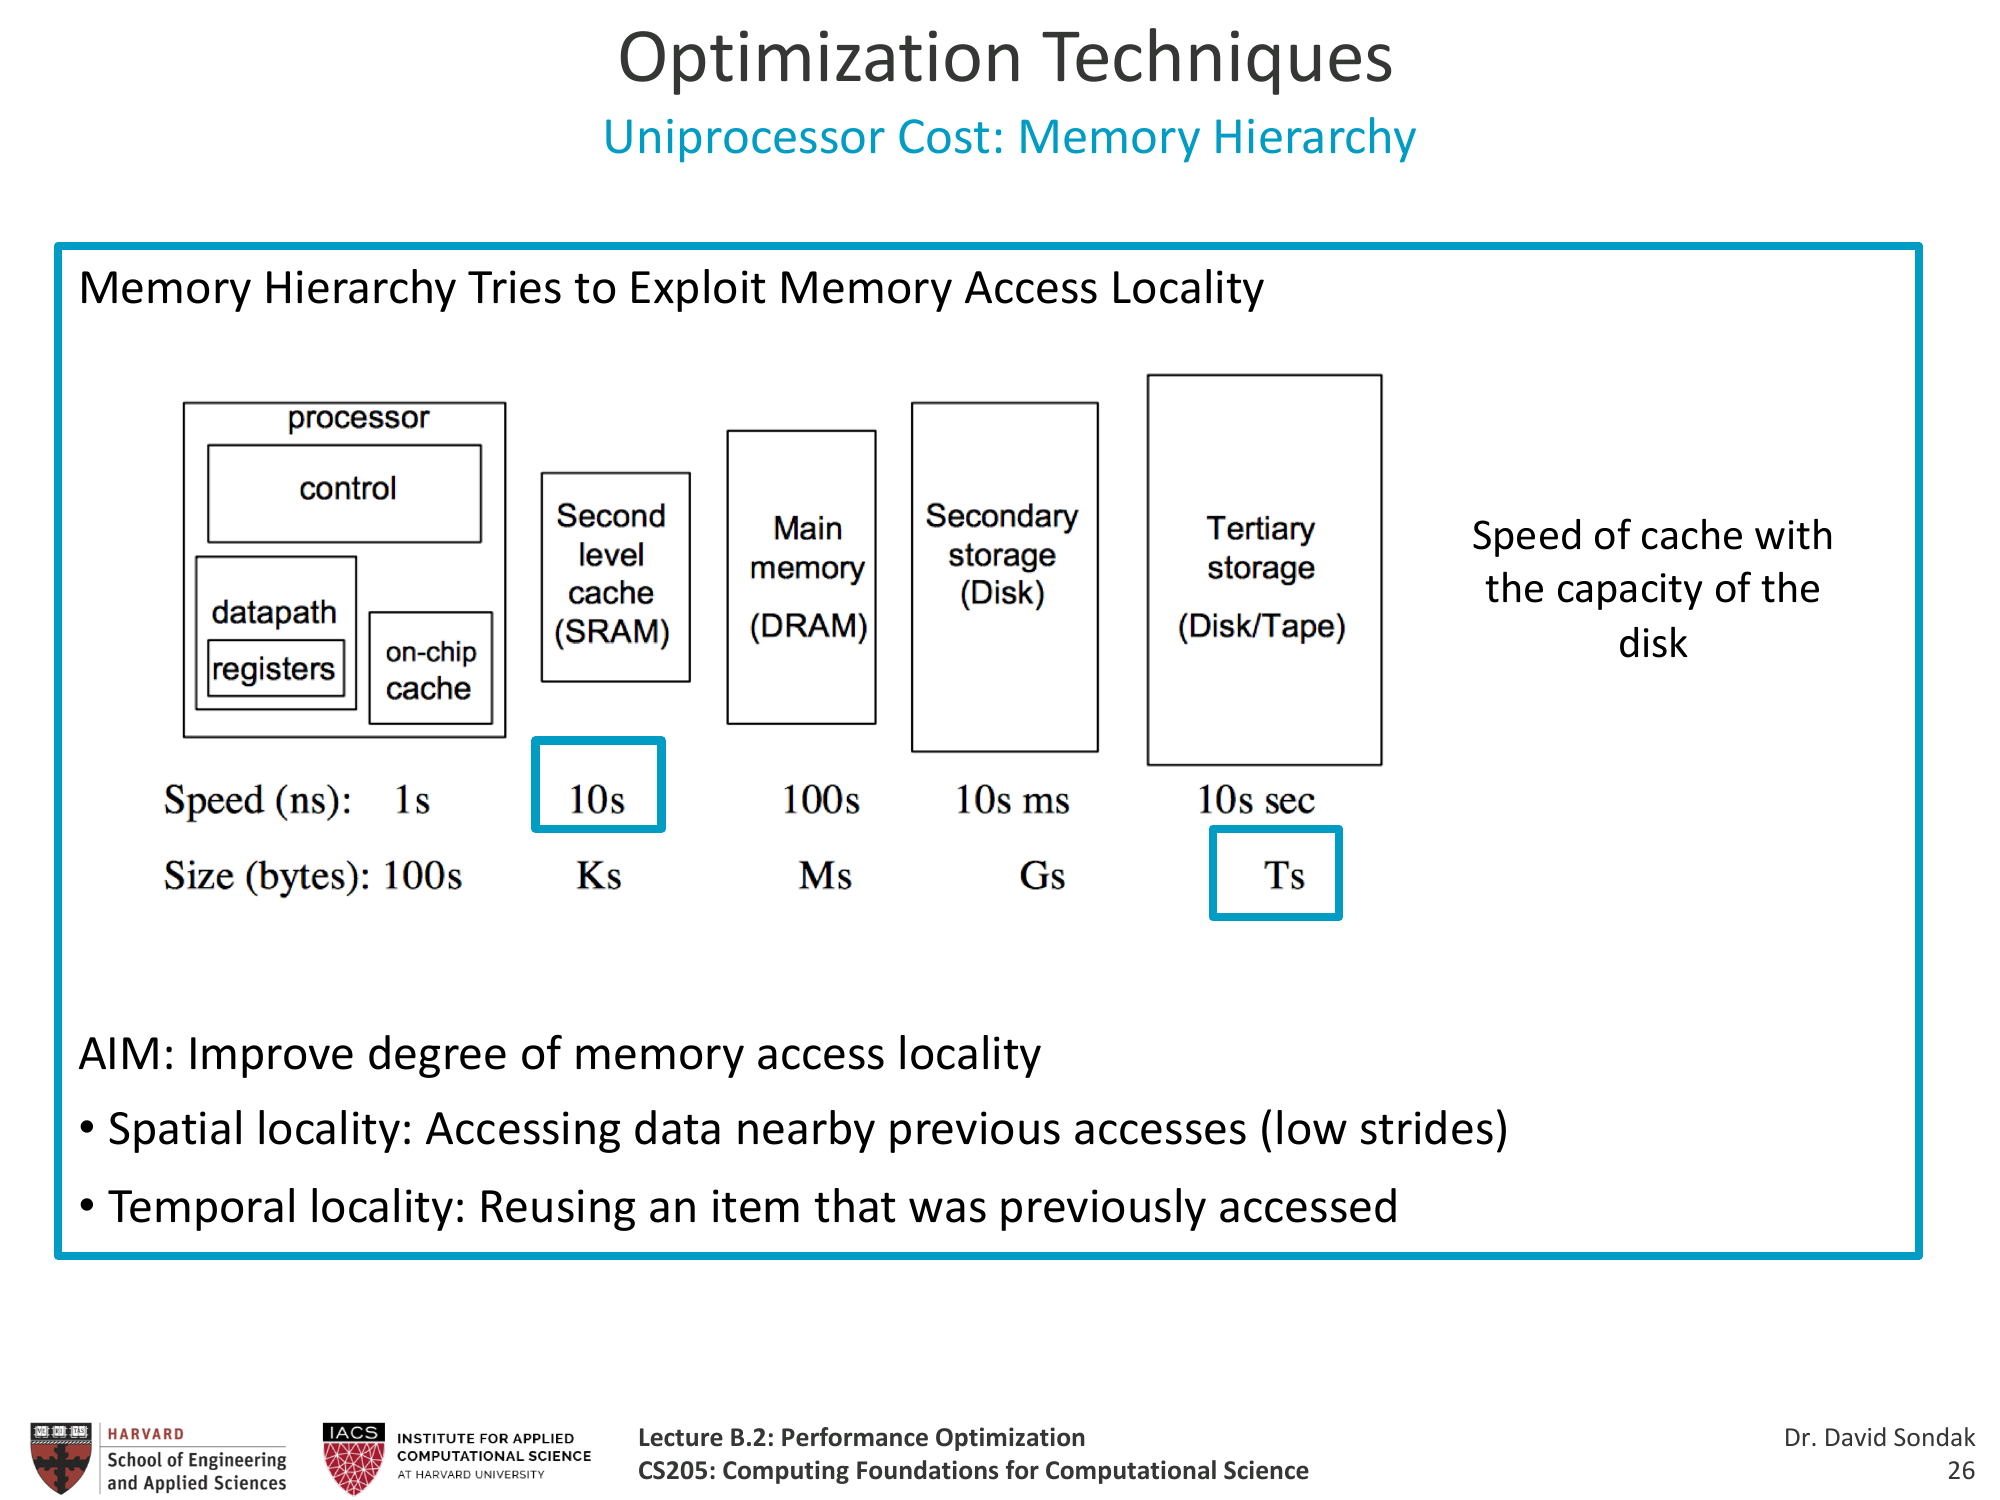 Optimization Techniques
Uniprocessor Cost: Memory Hierarchy
Memory Hierarchy Tries to Exploit Memory Access Locality
processor
control
datapath
registers
on-chip
cache
Second
level
cache
(SRAM)
Main
memory
(DRAM)
Secondary
storage
(Disk)
Tertiary
storage
(Disk/Tape)
Speed of cache with
the capacity of the
disk
Speed (ns): 1s 10s 100s 10s ms 10s sec
Size (bytes): 100s Ks Ms Gs Ts
AIM: Improve degree of memory access locality
• Spatial locality: Accessing data nearby previous accesses (low strides)
• Temporal locality: Reusing an item that was previously accessed
HARVARD
School of Engineering
and Applied Sciences
IACS
INSTITUTE FOR APPLIED
COMPUTATIONAL SCIENCE
AT HARVARD UNIVERSITY
Lecture B.2: Performance Optimization
CS205: Computing Foundations for Computational Science
Dr. David Sondak
26